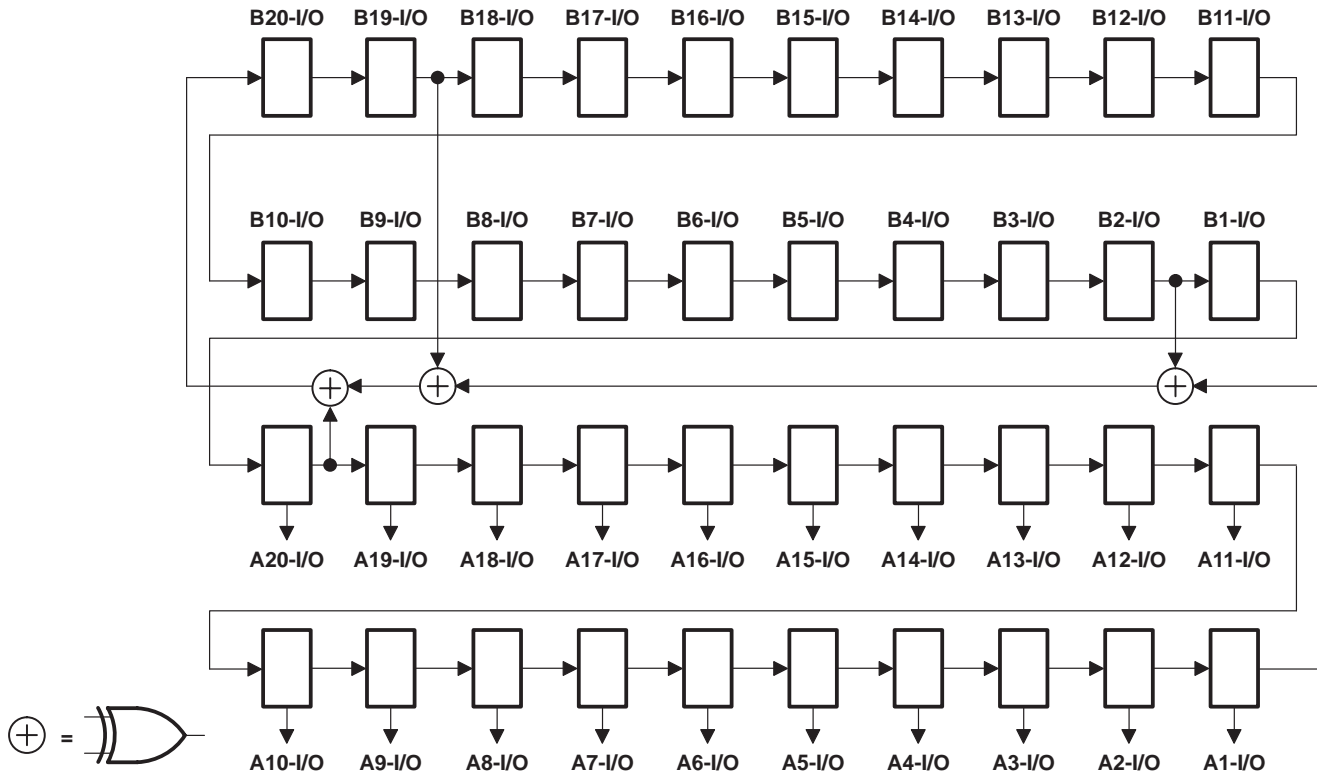 B20-I/O B19-I/O B18-I/O B17-I/O B16-I/O B15-I/O B14-I/O B13-I/O B12-I/O B11-I/O
B10-I/O B9-I/O B8-I/O B7-I/O B6-I/O B5-I/O B4-I/O B3-I/O B2-I/O B1-I/O
A20-I/O A19-I/O A18-I/O A17-I/O A16-I/O A15-I/O A14-I/O A13-I/O A12-I/O A11-I/O
=
A10-I/O A9-I/O A8-I/O A7-I/O A6-I/O A5-I/O A4-I/O A3-I/O A2-I/O A1-I/O